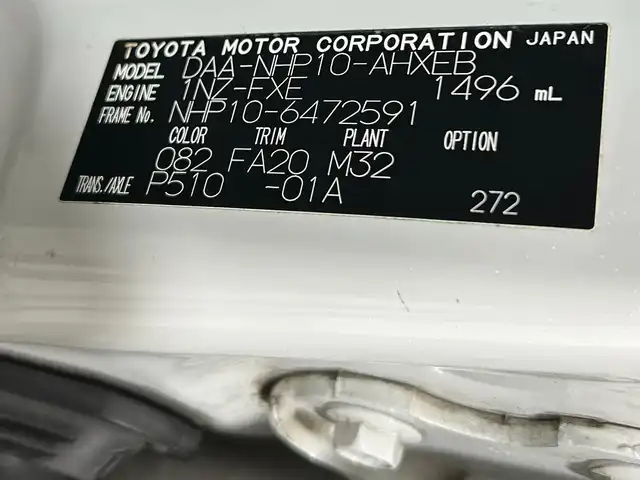 TOYOTA MOTOR CORPORATION JAPAN
MODEL DAA-NHP10-AHXEB
ENGINE 1NZ-FXE 1496 mL
FRAME No. NHP10-6472591
COLOR TRIM PLANT OPTION
082 FA20 M32
TRANS./AXLE P510 -01A 272